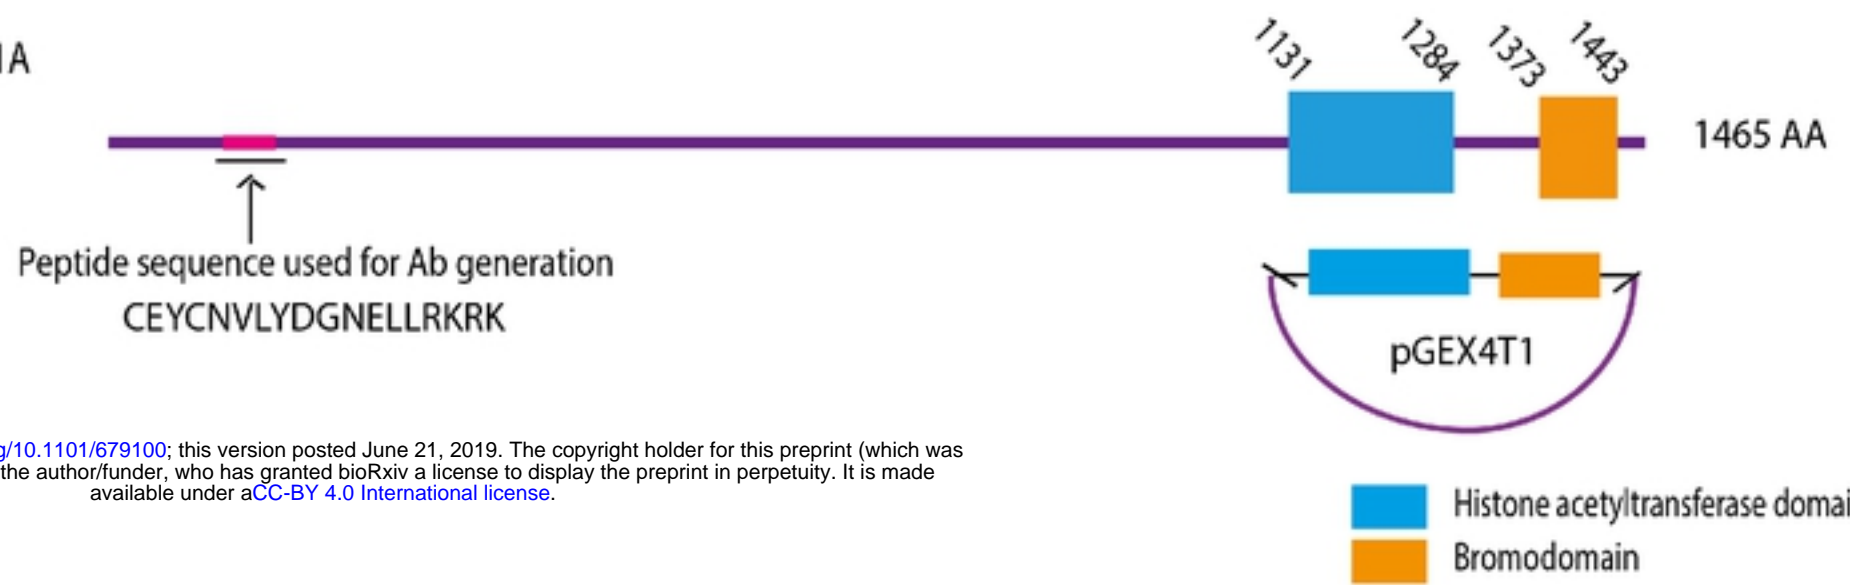 1A
1131
1284
1373
1443
1465 AA
Peptide sequence used for Ab generation
CEYCNVLYDGNELLRKRK
pGEX4T1
g/10.1101/679100; this version posted June 21, 2019. The copyright holder for this preprint (which was
the author/funder, who has granted bioRxiv a license to display the preprint in perpetuity. It is made
available under aCC-BY 4.0 International license.
Histone acetyltransferase domai
Bromodomain